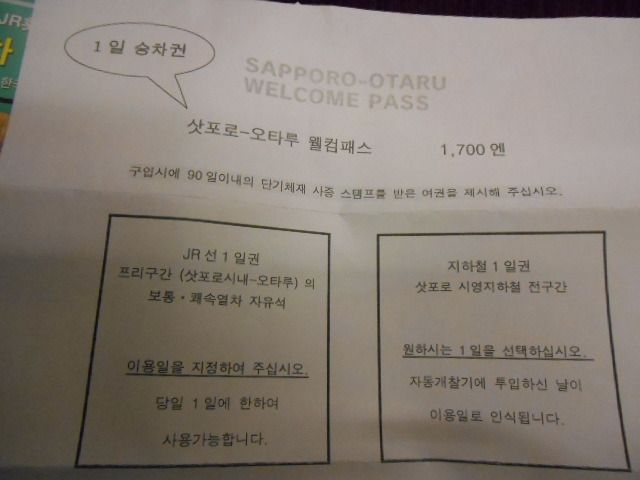 JR
1일 승차권
SAPPORO-OTARU
WELCOME PASS
삿포로-오타루 웰컴패스 1,700 엔
구입시에 90 일이내의 단기체재 사증 스탬프를 받은 여권을 제시해 주십시오.
JR 선 1 일권
프리구간 (삿포로시내-오타루) 의
보통・쾌속열차 자유석
이용일을 지정하여 주십시오.
당일 1 일에 한하여
사용가능합니다.
지하철 1 일권
삿포로 시영지하철 전구간
원하시는 1 일을 선택하십시오.
자동개찰기에 투입하신 날이
이용일로 인식됩니다.